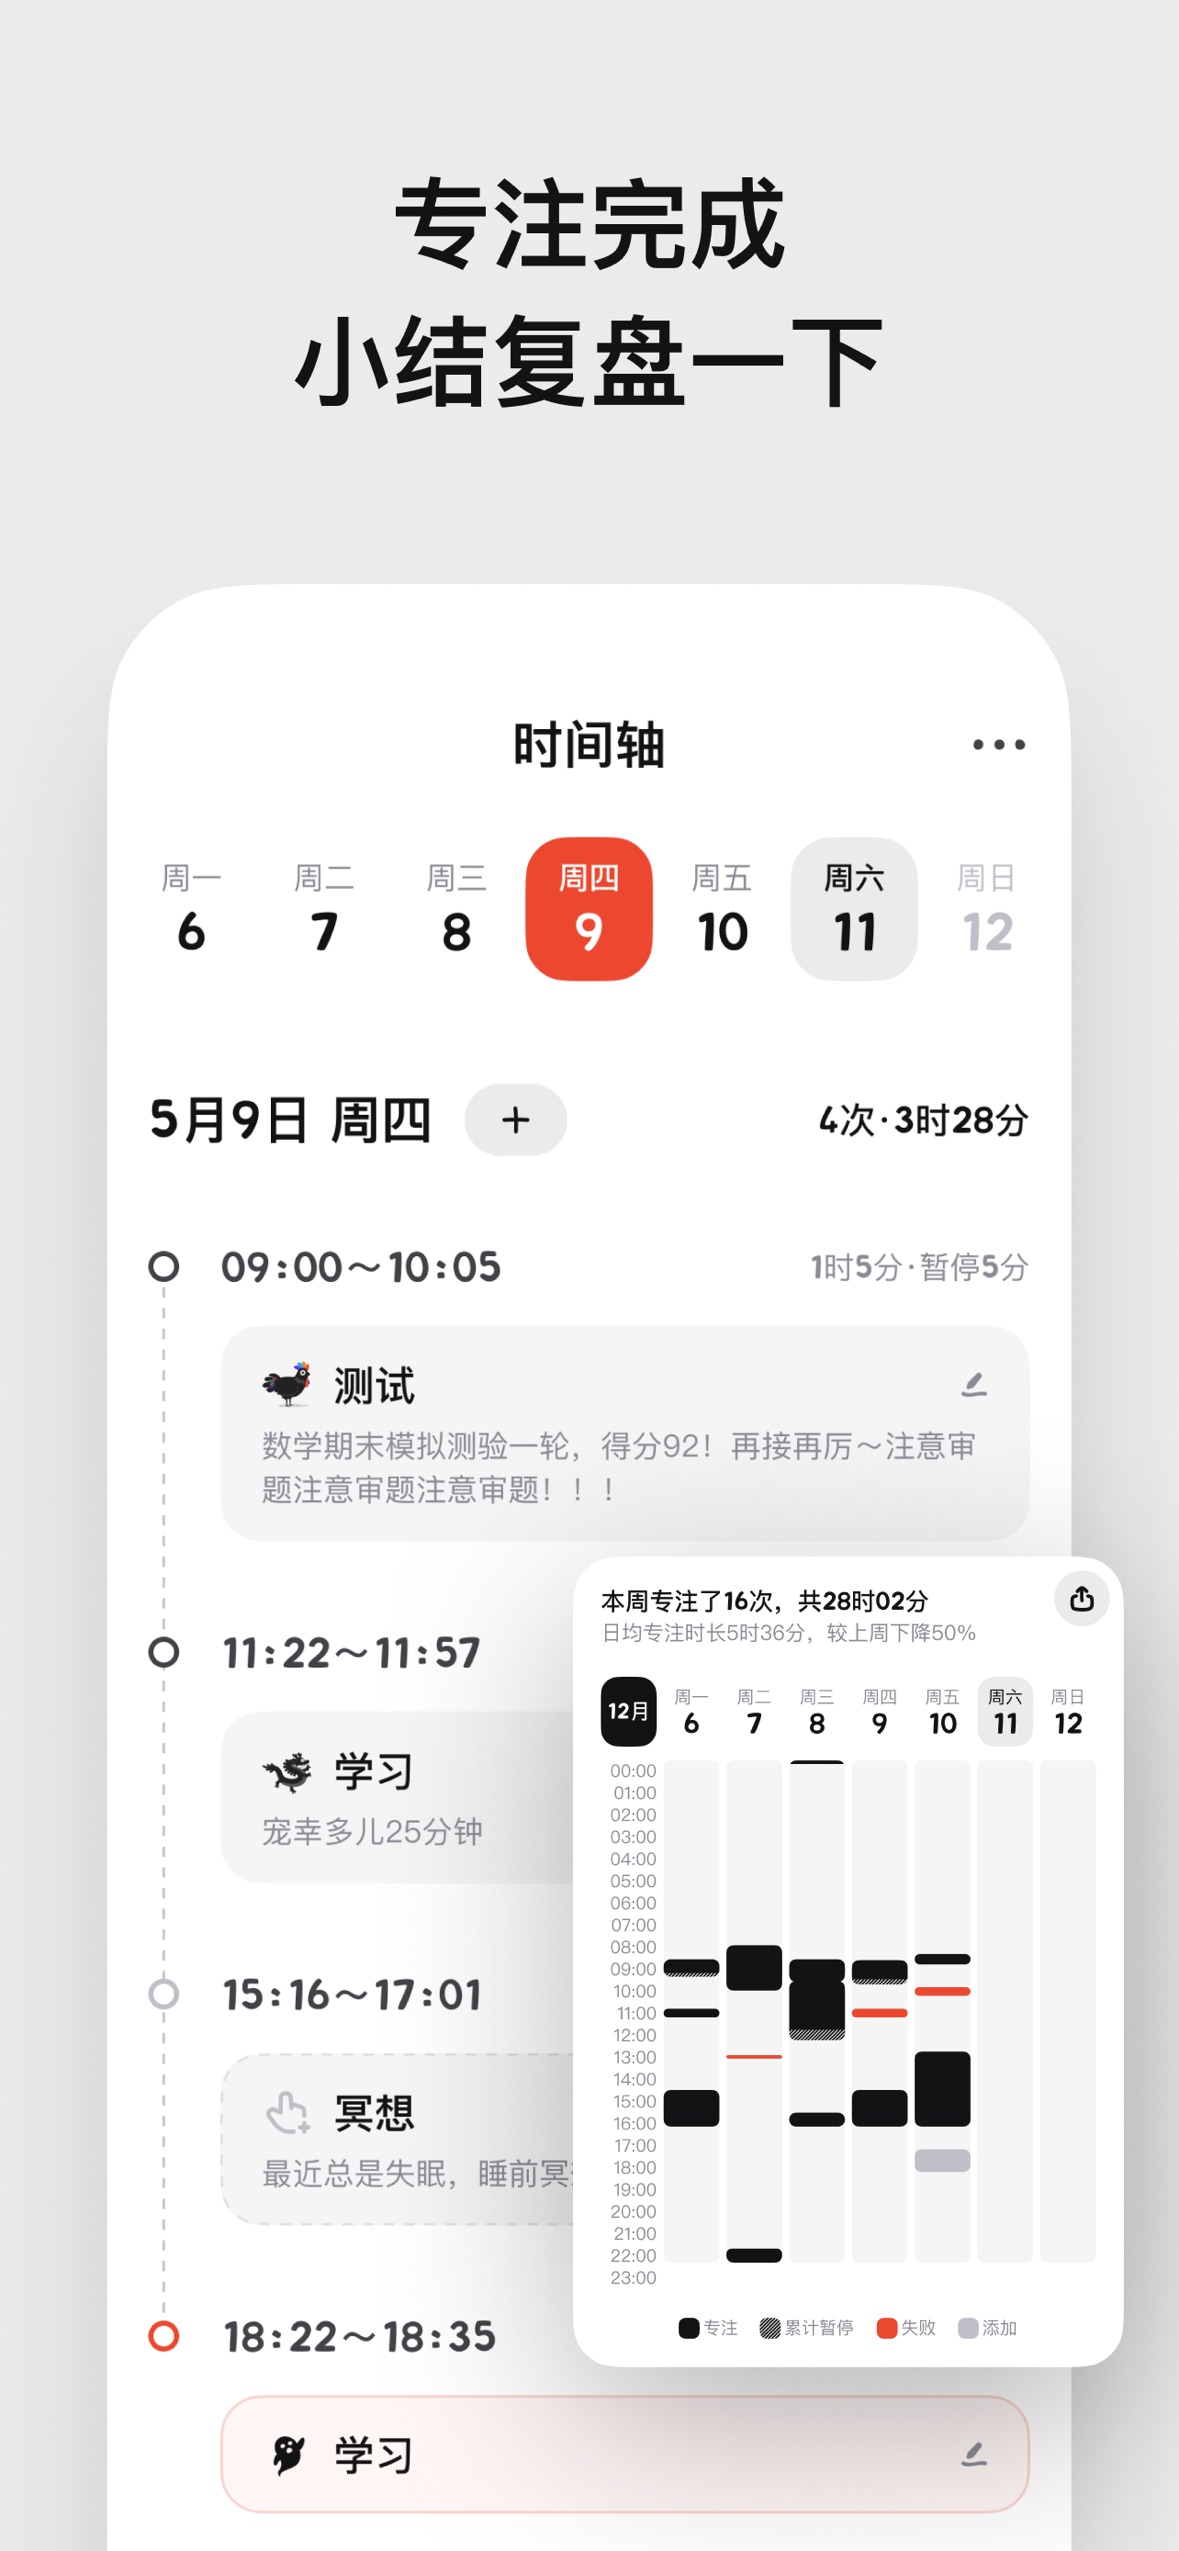 专注完成
小结复盘一下
时间轴
周一 周二 周三 周四 周五 周六 周日
6 7 8 9 10 11 12
5月9日 周四 + 4次·3时28分
09:00~10:05 1时5分·暂停5分
测试
数学期末模拟测验一轮，得分92！再接再厉~注意审
题注意审题注意审题！！！
11:22~11:57
学习
宠幸多儿25分钟
15:16~17:01
冥想
最近总是失眠，睡前冥
18:22~18:35
学习
本周专注了16次，共28时02分
日均专注时长5时36分，较上周下降50%
12月
周一 周二 周三 周四 周五 周六 周日
6 7 8 9 10 11 12
00:00
01:00
02:00
03:00
04:00
05:00
06:00
07:00
08:00
09:00
10:00
11:00
12:00
13:00
14:00
15:00
16:00
17:00
18:00
19:00
20:00
21:00
22:00
23:00
专注 累计暂停 失败 添加